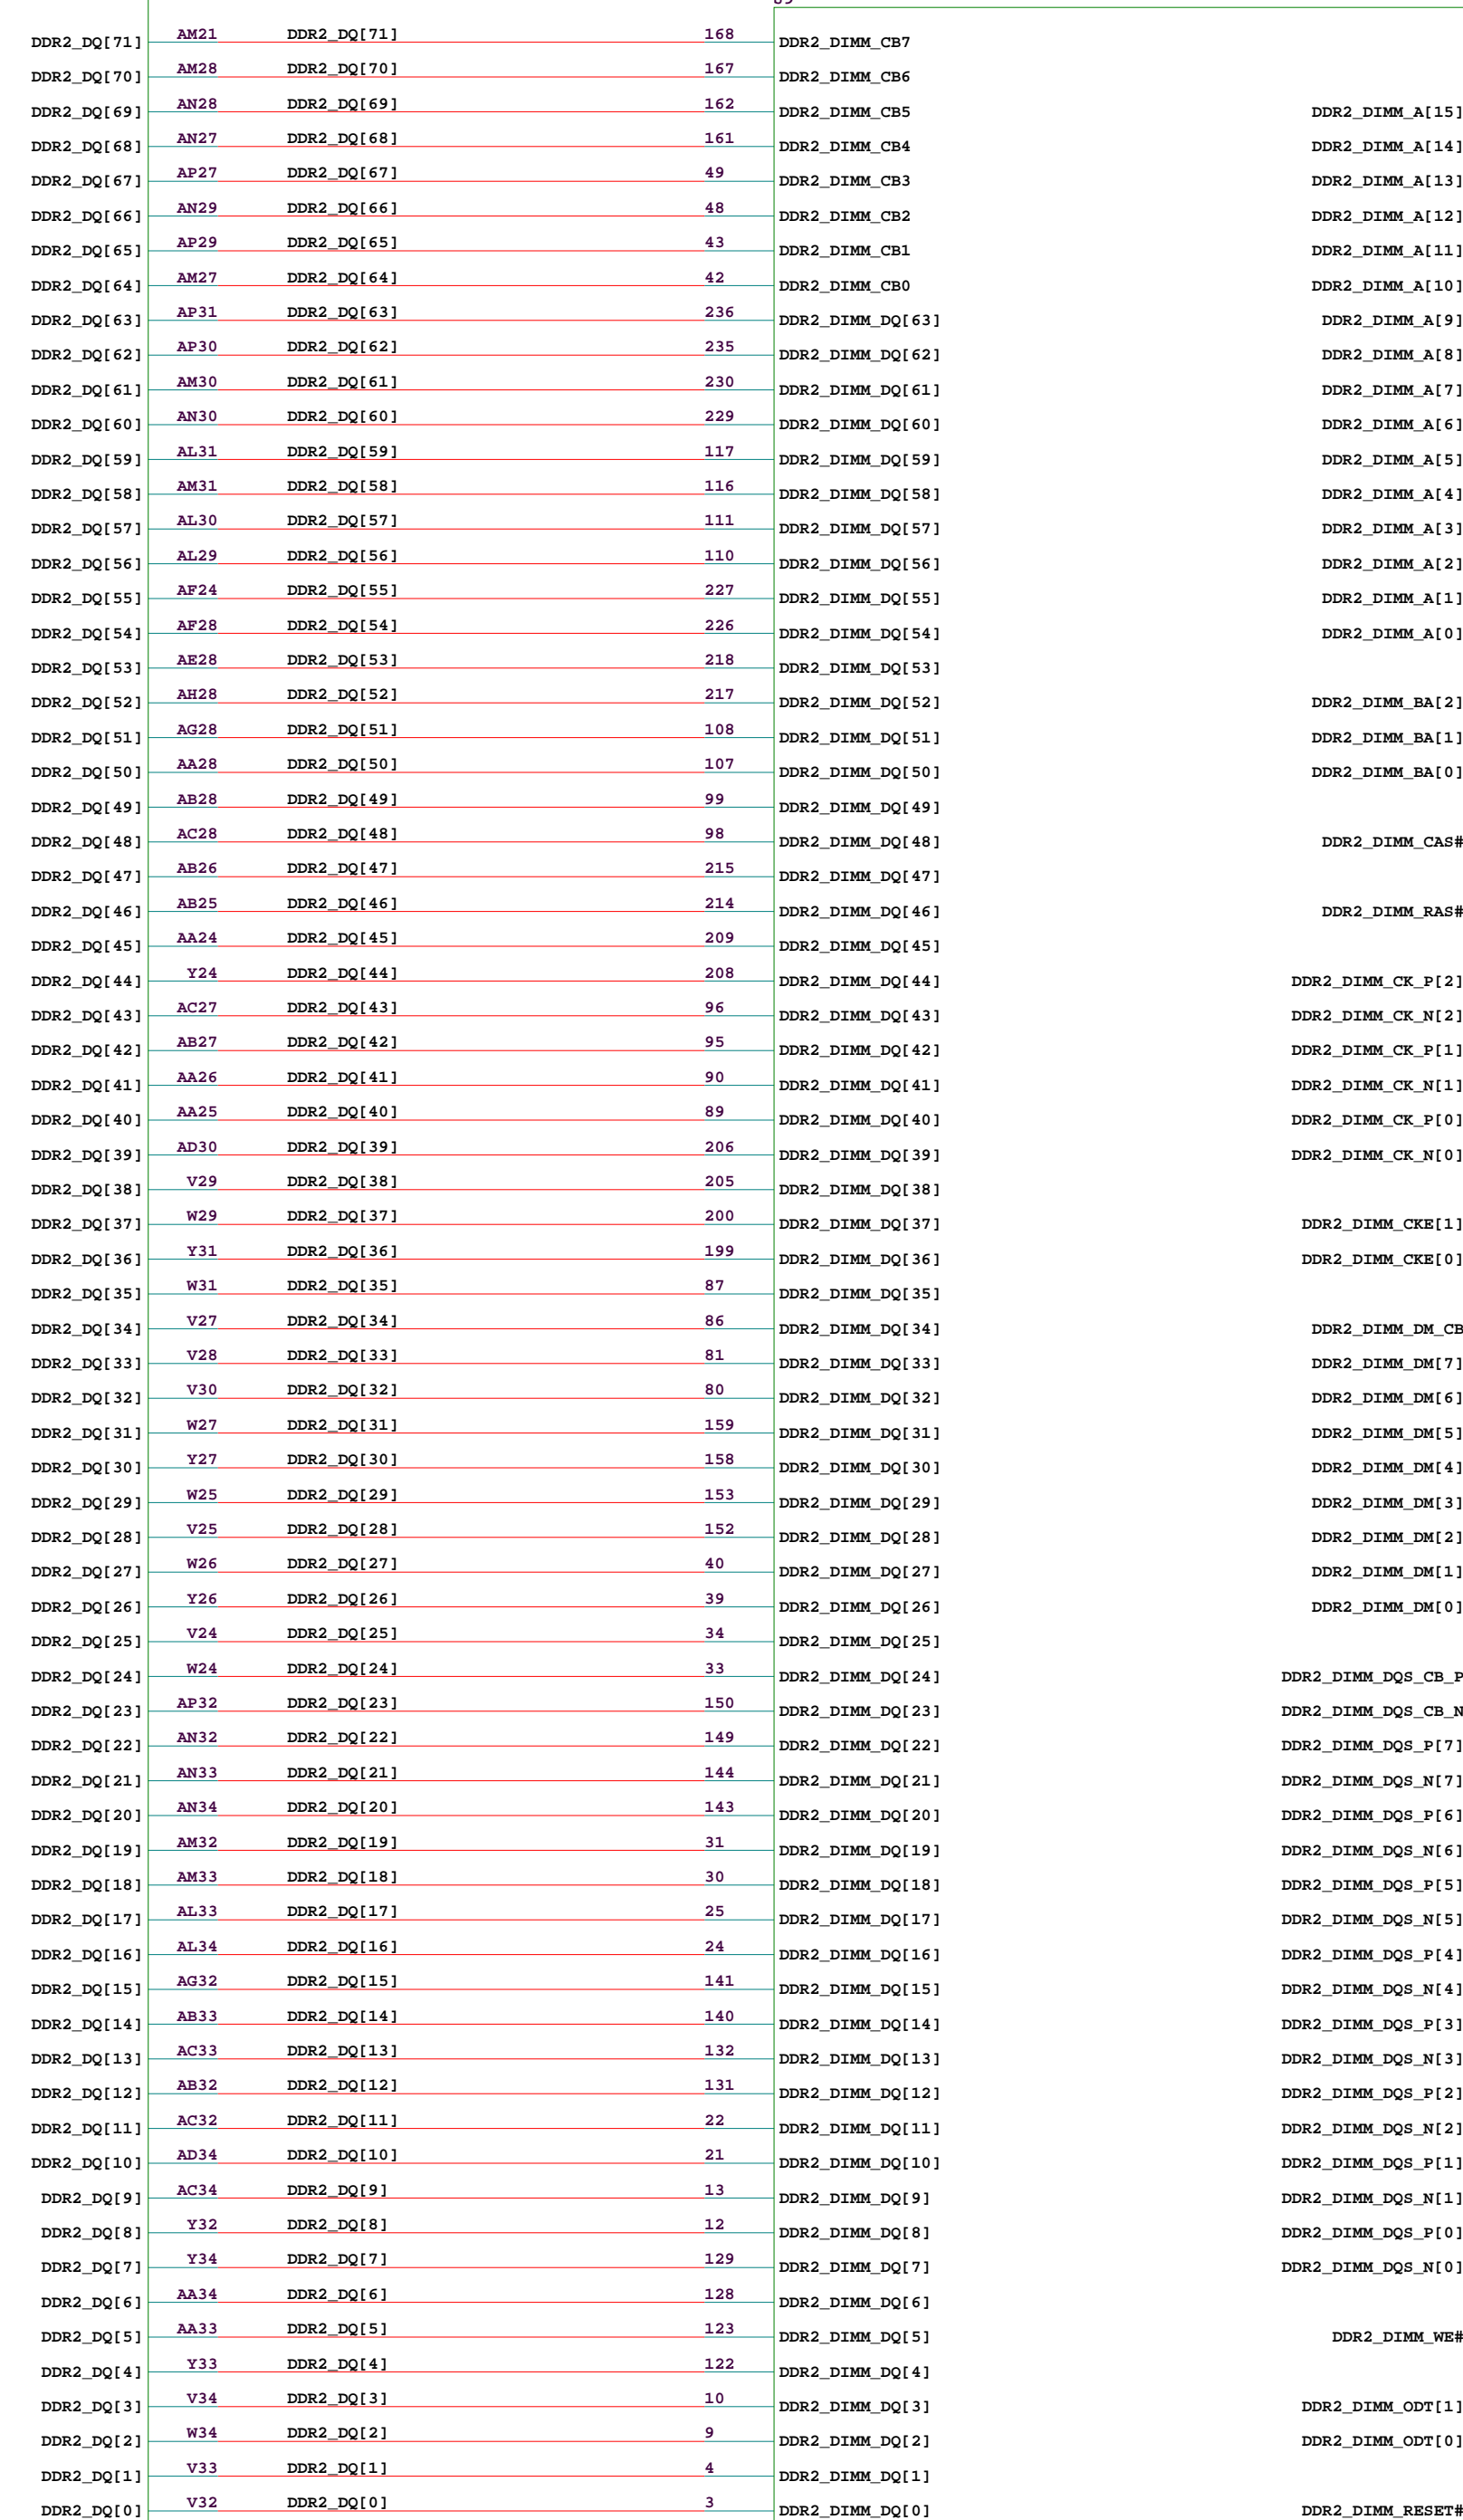 DDR2_DQ[71] AM21 DDR2_DQ[71] 168 DDR2_DIMM_CB7
DDR2_DQ[70] AM28 DDR2_DQ[70] 167 DDR2_DIMM_CB6
DDR2_DQ[69] AN28 DDR2_DQ[69] 162 DDR2_DIMM_CB5 DDR2_DIMM_A[15]
DDR2_DQ[68] AN27 DDR2_DQ[68] 161 DDR2_DIMM_CB4 DDR2_DIMM_A[14]
DDR2_DQ[67] AP27 DDR2_DQ[67] 49 DDR2_DIMM_CB3 DDR2_DIMM_A[13]
DDR2_DQ[66] AN29 DDR2_DQ[66] 48 DDR2_DIMM_CB2 DDR2_DIMM_A[12]
DDR2_DQ[65] AP29 DDR2_DQ[65] 43 DDR2_DIMM_CB1 DDR2_DIMM_A[11]
DDR2_DQ[64] AM27 DDR2_DQ[64] 42 DDR2_DIMM_CB0 DDR2_DIMM_A[10]
DDR2_DQ[63] AP31 DDR2_DQ[63] 236 DDR2_DIMM_DQ[63] DDR2_DIMM_A[9]
DDR2_DQ[62] AP30 DDR2_DQ[62] 235 DDR2_DIMM_DQ[62] DDR2_DIMM_A[8]
DDR2_DQ[61] AM30 DDR2_DQ[61] 230 DDR2_DIMM_DQ[61] DDR2_DIMM_A[7]
DDR2_DQ[60] AN30 DDR2_DQ[60] 229 DDR2_DIMM_DQ[60] DDR2_DIMM_A[6]
DDR2_DQ[59] AL31 DDR2_DQ[59] 117 DDR2_DIMM_DQ[59] DDR2_DIMM_A[5]
DDR2_DQ[58] AM31 DDR2_DQ[58] 116 DDR2_DIMM_DQ[58] DDR2_DIMM_A[4]
DDR2_DQ[57] AL30 DDR2_DQ[57] 111 DDR2_DIMM_DQ[57] DDR2_DIMM_A[3]
DDR2_DQ[56] AL29 DDR2_DQ[56] 110 DDR2_DIMM_DQ[56] DDR2_DIMM_A[2]
DDR2_DQ[55] AF24 DDR2_DQ[55] 227 DDR2_DIMM_DQ[55] DDR2_DIMM_A[1]
DDR2_DQ[54] AF28 DDR2_DQ[54] 226 DDR2_DIMM_DQ[54] DDR2_DIMM_A[0]
DDR2_DQ[53] AE28 DDR2_DQ[53] 218 DDR2_DIMM_DQ[53]
DDR2_DQ[52] AH28 DDR2_DQ[52] 217 DDR2_DIMM_DQ[52] DDR2_DIMM_BA[2]
DDR2_DQ[51] AG28 DDR2_DQ[51] 108 DDR2_DIMM_DQ[51] DDR2_DIMM_BA[1]
DDR2_DQ[50] AA28 DDR2_DQ[50] 107 DDR2_DIMM_DQ[50] DDR2_DIMM_BA[0]
DDR2_DQ[49] AB28 DDR2_DQ[49] 99 DDR2_DIMM_DQ[49]
DDR2_DQ[48] AC28 DDR2_DQ[48] 98 DDR2_DIMM_DQ[48] DDR2_DIMM_CAS#
DDR2_DQ[47] AB26 DDR2_DQ[47] 215 DDR2_DIMM_DQ[47]
DDR2_DQ[46] AB25 DDR2_DQ[46] 214 DDR2_DIMM_DQ[46] DDR2_DIMM_RAS#
DDR2_DQ[45] AA24 DDR2_DQ[45] 209 DDR2_DIMM_DQ[45]
DDR2_DQ[44] Y24 DDR2_DQ[44] 208 DDR2_DIMM_DQ[44] DDR2_DIMM_CK_P[2]
DDR2_DQ[43] AC27 DDR2_DQ[43] 96 DDR2_DIMM_DQ[43] DDR2_DIMM_CK_N[2]
DDR2_DQ[42] AB27 DDR2_DQ[42] 95 DDR2_DIMM_DQ[42] DDR2_DIMM_CK_P[1]
DDR2_DQ[41] AA26 DDR2_DQ[41] 90 DDR2_DIMM_DQ[41] DDR2_DIMM_CK_N[1]
DDR2_DQ[40] AA25 DDR2_DQ[40] 89 DDR2_DIMM_DQ[40] DDR2_DIMM_CK_P[0]
DDR2_DQ[39] AD30 DDR2_DQ[39] 206 DDR2_DIMM_DQ[39] DDR2_DIMM_CK_N[0]
DDR2_DQ[38] V29 DDR2_DQ[38] 205 DDR2_DIMM_DQ[38]
DDR2_DQ[37] W29 DDR2_DQ[37] 200 DDR2_DIMM_DQ[37] DDR2_DIMM_CKE[1]
DDR2_DQ[36] Y31 DDR2_DQ[36] 199 DDR2_DIMM_DQ[36] DDR2_DIMM_CKE[0]
DDR2_DQ[35] W31 DDR2_DQ[35] 87 DDR2_DIMM_DQ[35]
DDR2_DQ[34] V27 DDR2_DQ[34] 86 DDR2_DIMM_DQ[34] DDR2_DIMM_DM_CB
DDR2_DQ[33] V28 DDR2_DQ[33] 81 DDR2_DIMM_DQ[33] DDR2_DIMM_DM[7]
DDR2_DQ[32] V30 DDR2_DQ[32] 80 DDR2_DIMM_DQ[32] DDR2_DIMM_DM[6]
DDR2_DQ[31] W27 DDR2_DQ[31] 159 DDR2_DIMM_DQ[31] DDR2_DIMM_DM[5]
DDR2_DQ[30] Y27 DDR2_DQ[30] 158 DDR2_DIMM_DQ[30] DDR2_DIMM_DM[4]
DDR2_DQ[29] W25 DDR2_DQ[29] 153 DDR2_DIMM_DQ[29] DDR2_DIMM_DM[3]
DDR2_DQ[28] V25 DDR2_DQ[28] 152 DDR2_DIMM_DQ[28] DDR2_DIMM_DM[2]
DDR2_DQ[27] W26 DDR2_DQ[27] 40 DDR2_DIMM_DQ[27] DDR2_DIMM_DM[1]
DDR2_DQ[26] Y26 DDR2_DQ[26] 39 DDR2_DIMM_DQ[26] DDR2_DIMM_DM[0]
DDR2_DQ[25] V24 DDR2_DQ[25] 34 DDR2_DIMM_DQ[25]
DDR2_DQ[24] W24 DDR2_DQ[24] 33 DDR2_DIMM_DQ[24] DDR2_DIMM_DQS_CB_P
DDR2_DQ[23] AP32 DDR2_DQ[23] 150 DDR2_DIMM_DQ[23] DDR2_DIMM_DQS_CB_N
DDR2_DQ[22] AN32 DDR2_DQ[22] 149 DDR2_DIMM_DQ[22] DDR2_DIMM_DQS_P[7]
DDR2_DQ[21] AN33 DDR2_DQ[21] 144 DDR2_DIMM_DQ[21] DDR2_DIMM_DQS_N[7]
DDR2_DQ[20] AN34 DDR2_DQ[20] 143 DDR2_DIMM_DQ[20] DDR2_DIMM_DQS_P[6]
DDR2_DQ[19] AM32 DDR2_DQ[19] 31 DDR2_DIMM_DQ[19] DDR2_DIMM_DQS_N[6]
DDR2_DQ[18] AM33 DDR2_DQ[18] 30 DDR2_DIMM_DQ[18] DDR2_DIMM_DQS_P[5]
DDR2_DQ[17] AL33 DDR2_DQ[17] 25 DDR2_DIMM_DQ[17] DDR2_DIMM_DQS_N[5]
DDR2_DQ[16] AL34 DDR2_DQ[16] 24 DDR2_DIMM_DQ[16] DDR2_DIMM_DQS_P[4]
DDR2_DQ[15] AG32 DDR2_DQ[15] 141 DDR2_DIMM_DQ[15] DDR2_DIMM_DQS_N[4]
DDR2_DQ[14] AB33 DDR2_DQ[14] 140 DDR2_DIMM_DQ[14] DDR2_DIMM_DQS_P[3]
DDR2_DQ[13] AC33 DDR2_DQ[13] 132 DDR2_DIMM_DQ[13] DDR2_DIMM_DQS_N[3]
DDR2_DQ[12] AB32 DDR2_DQ[12] 131 DDR2_DIMM_DQ[12] DDR2_DIMM_DQS_P[2]
DDR2_DQ[11] AC32 DDR2_DQ[11] 22 DDR2_DIMM_DQ[11] DDR2_DIMM_DQS_N[2]
DDR2_DQ[10] AD34 DDR2_DQ[10] 21 DDR2_DIMM_DQ[10] DDR2_DIMM_DQS_P[1]
DDR2_DQ[9] AC34 DDR2_DQ[9] 13 DDR2_DIMM_DQ[9] DDR2_DIMM_DQS_N[1]
DDR2_DQ[8] Y32 DDR2_DQ[8] 12 DDR2_DIMM_DQ[8] DDR2_DIMM_DQS_P[0]
DDR2_DQ[7] Y34 DDR2_DQ[7] 129 DDR2_DIMM_DQ[7] DDR2_DIMM_DQS_N[0]
DDR2_DQ[6] AA34 DDR2_DQ[6] 128 DDR2_DIMM_DQ[6]
DDR2_DQ[5] AA33 DDR2_DQ[5] 123 DDR2_DIMM_DQ[5] DDR2_DIMM_WE#
DDR2_DQ[4] Y33 DDR2_DQ[4] 122 DDR2_DIMM_DQ[4]
DDR2_DQ[3] V34 DDR2_DQ[3] 10 DDR2_DIMM_DQ[3] DDR2_DIMM_ODT[1]
DDR2_DQ[2] W34 DDR2_DQ[2] 9 DDR2_DIMM_DQ[2] DDR2_DIMM_ODT[0]
DDR2_DQ[1] V33 DDR2_DQ[1] 4 DDR2_DIMM_DQ[1]
DDR2_DQ[0] V32 DDR2_DQ[0] 3 DDR2_DIMM_DQ[0] DDR2_DIMM_RESET#